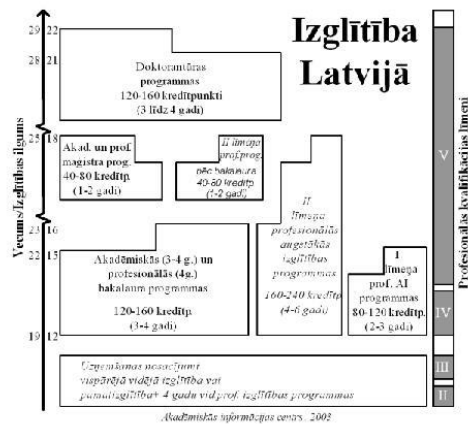 Izglītība
Latvijā
Vecums/Izglītības ilgums
Profesionālās kvalifikācijas līmeņi
29 22
28 21
Doktorantūras
programmas
120-160 kredītpunkti
(3 līdz 4 gadi)
25 18
Akad. un prof.
maģistra prog.
40-80 kredītp.
(1-2 gadi)
II līmeņa
prof.prog.
pēc bakalaura
40-80 kredītp.
(1-2 gadi)
23 16
22 15
Akadēmiskās (3-4 g.) un
profesionālās (4g.)
bakalaura programmas
120-160 kredītp.
(3-4 gadi)
II
līmeņa
profesionālās
augstākās
izglītības
programmas
160-240 kredītp.
(4-6 gadi)
I
līmeņa
prof. AI
programmas
80-120 kredītp.
(2-3 gadi)
19 12
V
IV
III
II
Uzņemšanas nosacījumi
vispārējā vidējā izglītība vai
pamatizglītība+ 4 gadu vid prof. izglītības programmas
Akadēmiskās informācijas centrs, 2003